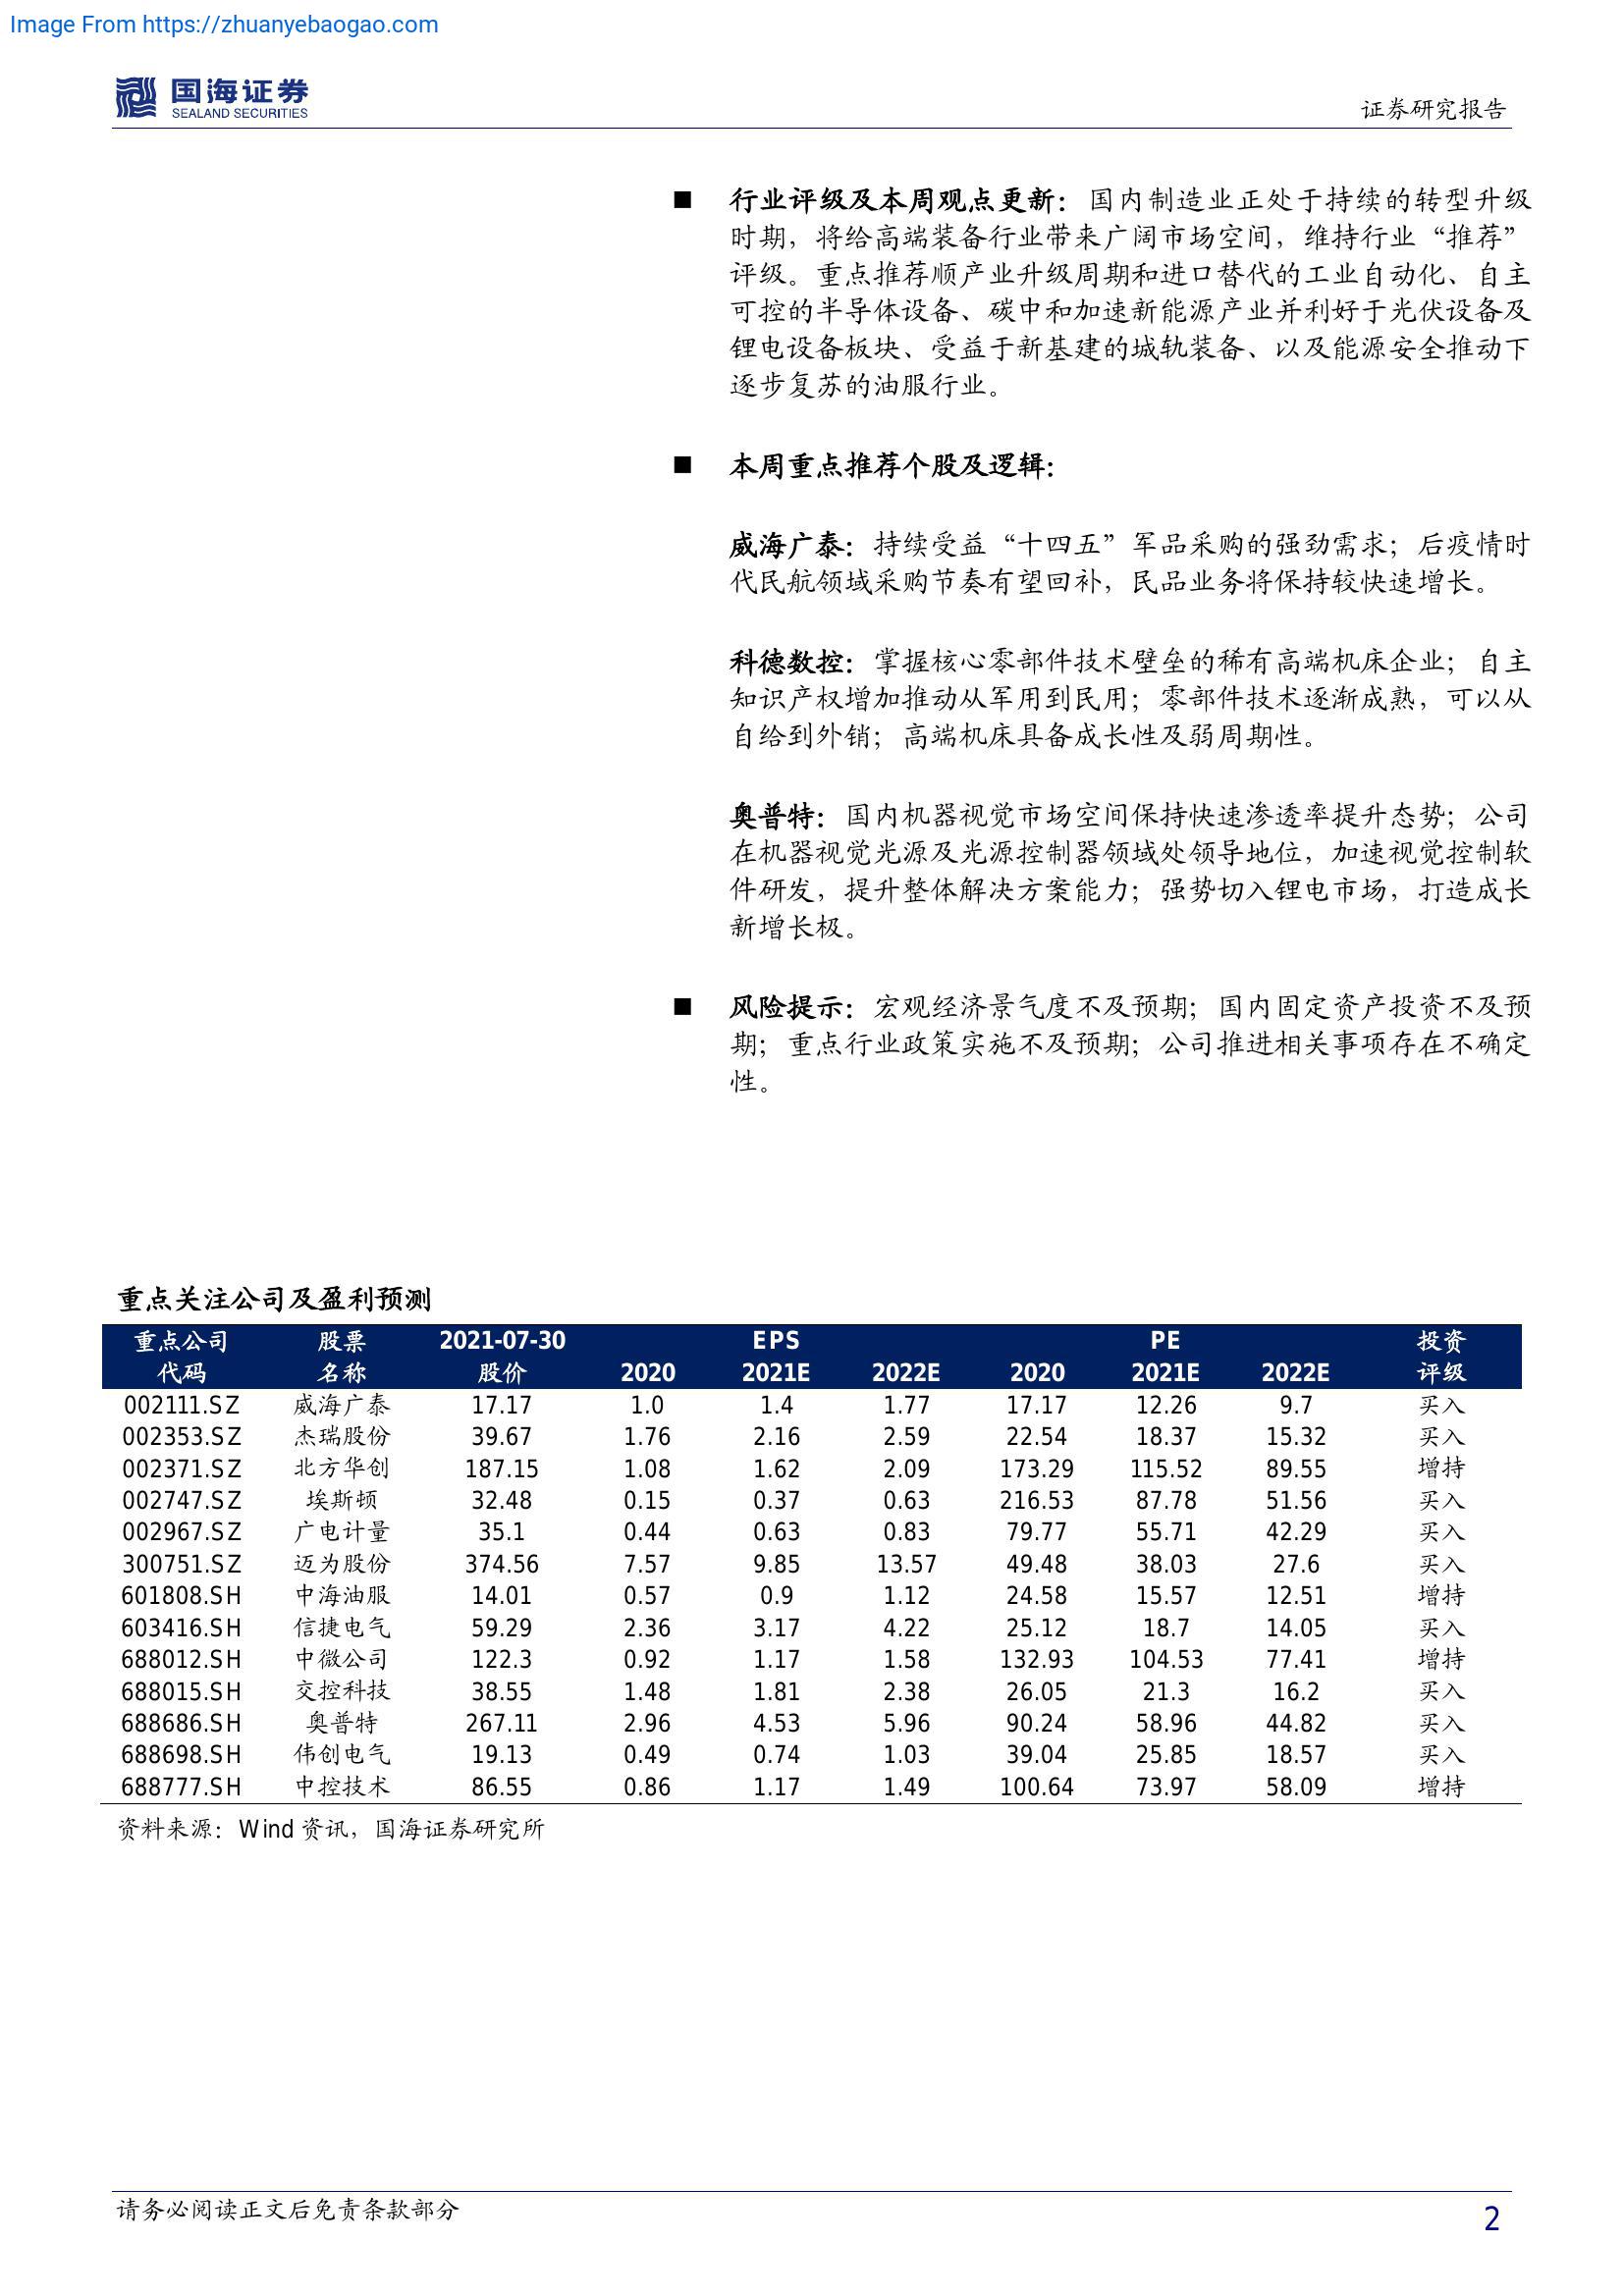 Image From https://zhuanyebaogao.com
国海证券
SEALAND SECURITIES
证券研究报告
■ 行业评级及本周观点更新：国内制造业正处于持续的转型升级
时期，将给高端装备行业带来广阔市场空间，维持行业“推荐”
评级。重点推荐顺产业升级周期和进口替代的工业自动化、自主
可控的半导体设备、碳中和加速新能源产业并利好于光伏设备及
锂电设备板块、受益于新基建的城轨装备、以及能源安全推动下
逐步复苏的油服行业。
■ 本周重点推荐个股及逻辑：
威海广泰：持续受益“十四五”军品采购的强劲需求；后疫情时
代民航领域采购节奏有望回补，民品业务将保持较快速增长。
科德数控：掌握核心零部件技术壁垒的稀有高端机床企业；自主
知识产权增加推动从军用到民用；零部件技术逐渐成熟，可以从
自给到外销；高端机床具备成长性及弱周期性。
奥普特：国内机器视觉市场空间保持快速渗透率提升态势；公司
在机器视觉光源及光源控制器领域处领导地位，加速视觉控制软
件研发，提升整体解决方案能力；强势切入锂电市场，打造成长
新增长极。
■ 风险提示：宏观经济景气度不及预期；国内固定资产投资不及预
期；重点行业政策实施不及预期；公司推进相关事项存在不确定
性。
重点关注公司及盈利预测
重点公司 股票 2021-07-30 EPS PE 投资
代码 名称 股价 2020 2021E 2022E 2020 2021E 2022E 评级
002111.SZ 威海广泰 17.17 1.0 1.4 1.77 17.17 12.26 9.7 买入
002353.SZ 杰瑞股份 39.67 1.76 2.16 2.59 22.54 18.37 15.32 买入
002371.SZ 北方华创 187.15 1.08 1.62 2.09 173.29 115.52 89.55 增持
002747.SZ 埃斯顿 32.48 0.15 0.37 0.63 216.53 87.78 51.56 买入
002967.SZ 广电计量 35.1 0.44 0.63 0.83 79.77 55.71 42.29 买入
300751.SZ 迈为股份 374.56 7.57 9.85 13.57 49.48 38.03 27.6 买入
601808.SH 中海油服 14.01 0.57 0.9 1.12 24.58 15.57 12.51 增持
603416.SH 信捷电气 59.29 2.36 3.17 4.22 25.12 18.7 14.05 买入
688012.SH 中微公司 122.3 0.92 1.17 1.58 132.93 104.53 77.41 增持
688015.SH 交控科技 38.55 1.48 1.81 2.38 26.05 21.3 16.2 买入
688686.SH 奥普特 267.11 2.96 4.53 5.96 90.24 58.96 44.82 买入
688698.SH 伟创电气 19.13 0.49 0.74 1.03 39.04 25.85 18.57 买入
688777.SH 中控技术 86.55 0.86 1.17 1.49 100.64 73.97 58.09 增持
资料来源：Wind 资讯，国海证券研究所
请务必阅读正文后免责条款部分
2